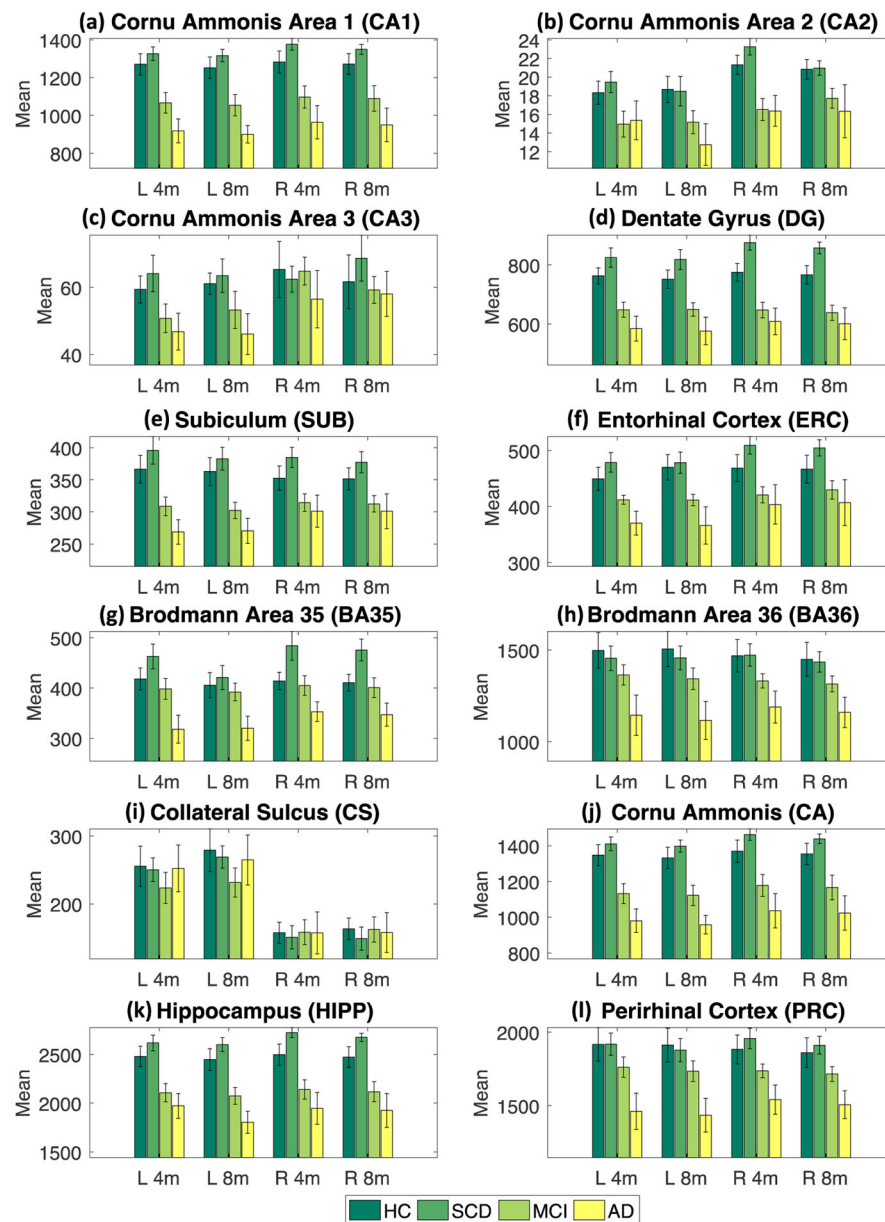 (a) Cornu Ammonis Area 1 (CA1)
Mean
1400
1200
1000
800
L 4m L 8m R 4m R 8m
(b) Cornu Ammonis Area 2 (CA2)
Mean
24
22
20
18
16
14
12
L 4m L 8m R 4m R 8m
(c) Cornu Ammonis Area 3 (CA3)
Mean
60
40
L 4m L 8m R 4m R 8m
(d) Dentate Gyrus (DG)
Mean
800
600
L 4m L 8m R 4m R 8m
(e) Subiculum (SUB)
Mean
400
350
300
250
L 4m L 8m R 4m R 8m
(f) Entorhinal Cortex (ERC)
Mean
500
400
300
L 4m L 8m R 4m R 8m
(g) Brodmann Area 35 (BA35)
Mean
500
400
300
L 4m L 8m R 4m R 8m
(h) Brodmann Area 36 (BA36)
Mean
1500
1000
L 4m L 8m R 4m R 8m
(i) Collateral Sulcus (CS)
Mean
300
200
L 4m L 8m R 4m R 8m
(j) Cornu Ammonis (CA)
Mean
1400
1200
1000
800
L 4m L 8m R 4m R 8m
(k) Hippocampus (HIPP)
Mean
2500
2000
1500
L 4m L 8m R 4m R 8m
(l) Perirhinal Cortex (PRC)
Mean
2000
1500
L 4m L 8m R 4m R 8m
HC SCD MCI AD